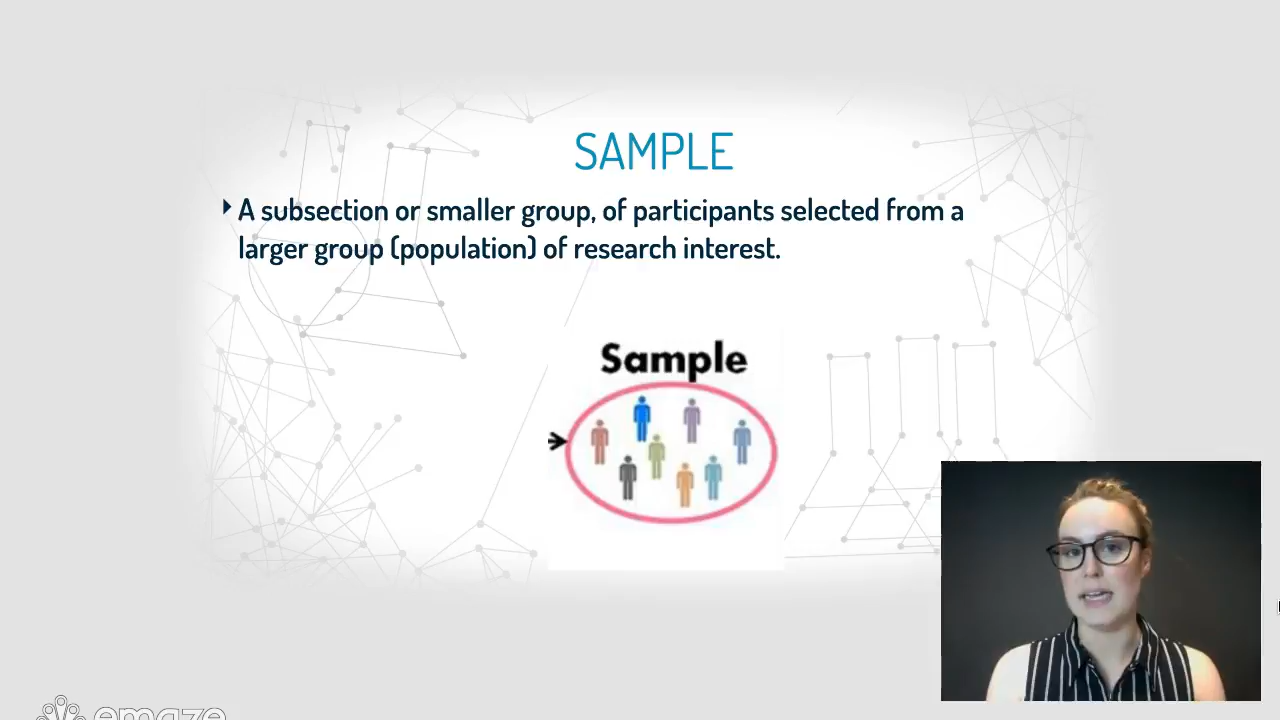 SAMPLE
A subsection or smaller group, of participants selected from a
larger group (population) of research interest.
Sample
emaze